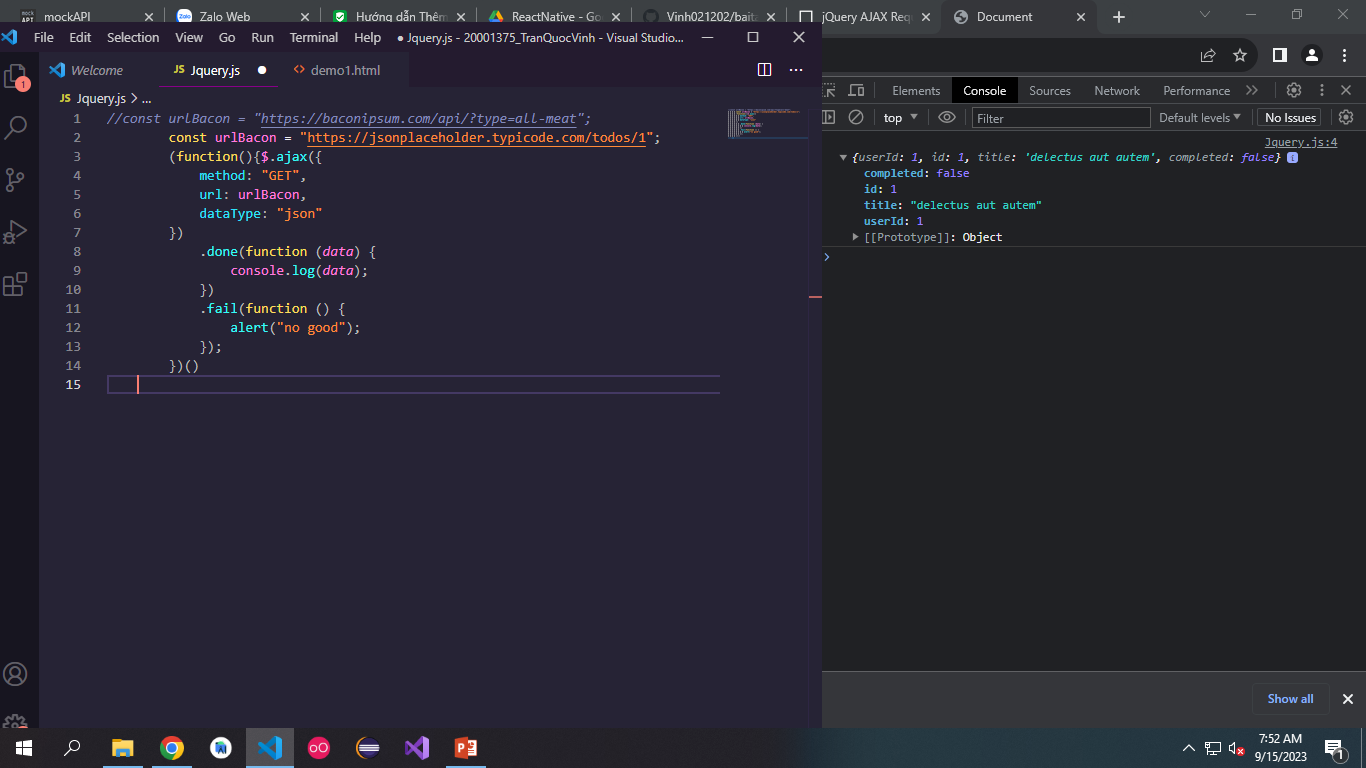 mockAPI
Zalo Web
Hướng dẫn Thêm
ReactNative - Goo
Vinh021202/baita
jQuery AJAX Req
Document
File Edit Selection View Go Run Terminal Help
● Jquery.js - 20001375_TranQuocVinh - Visual Studio...
Welcome
JS Jquery.js
demo1.html
JS Jquery.js > ...
1 //const urlBacon = "https://baconipsum.com/api/?type=all-meat";
2 const urlBacon = "https://jsonplaceholder.typicode.com/todos/1";
3 (function(){$.ajax({
4 method: "GET",
5 url: urlBacon,
6 dataType: "json"
7 })
8 .done(function (data) {
9 console.log(data);
10 })
11 .fail(function () {
12 alert("no good");
13 });
14 })()
15
1
Elements Console Sources Network Performance
top
Filter
Default levels
No Issues
Jquery.js:4
{userId: 1, id: 1, title: 'delectus aut autem', completed: false}
completed: false
id: 1
title: "delectus aut autem"
userId: 1
[[Prototype]]: Object
Show all
7:52 AM
9/15/2023
1